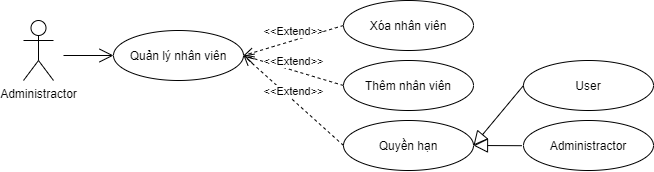 Administractor
Quản lý nhân viên
<<Extend>>
<<Extend>>
<<Extend>>
Xóa nhân viên
Thêm nhân viên
Quyền hạn
User
Administractor